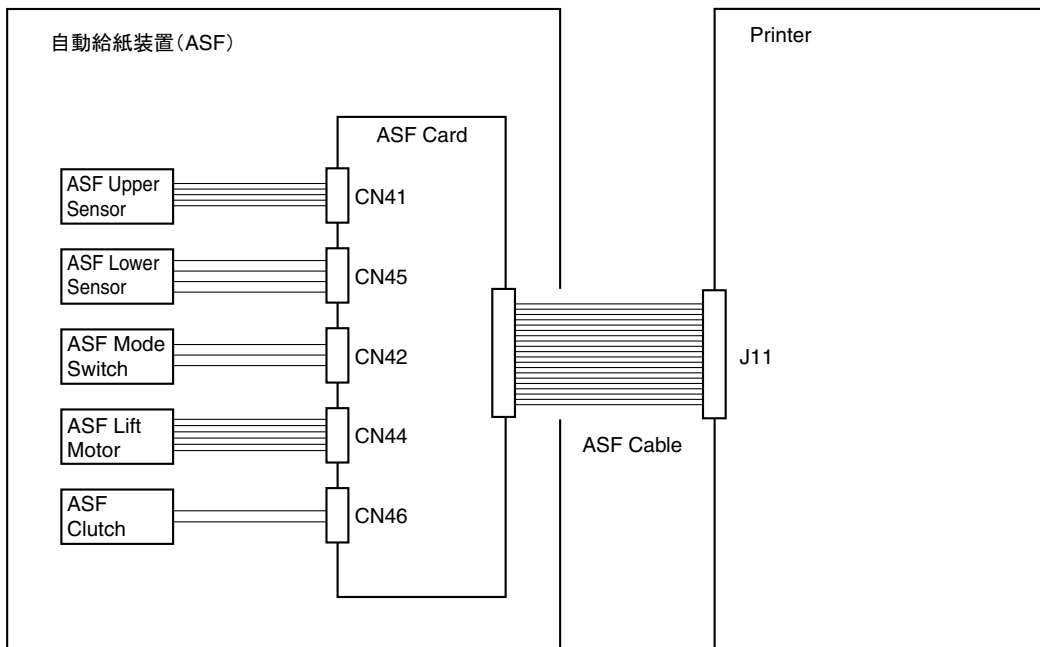 自動給紙装置（ASF）
Printer
ASF Card
ASF Upper
Sensor
CN41
ASF Lower
Sensor
CN45
ASF Mode
Switch
CN42
J11
ASF Lift
Motor
CN44
ASF Cable
ASF
Clutch
CN46